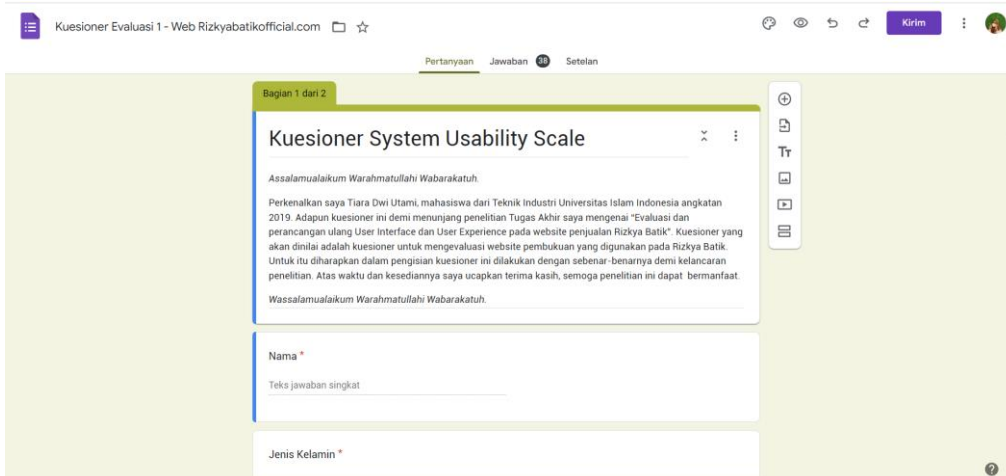 Kuesioner Evaluasi 1 - Web Rizkyabatikofficial.com
Kirim
Pertanyaan Jawaban 38 Setelan
Bagian 1 dari 2
Kuesioner System Usability Scale
Assalamualaikum Warahmatullahi Wabarakatuh.
Perkenalkan saya Tiara Dwi Utami, mahasiswa dari Teknik Industri Universitas Islam Indonesia angkatan
2019. Adapun kuesioner ini demi menunjang penelitian Tugas Akhir saya mengenai "Evaluasi dan
perancangan ulang User Interface dan User Experience pada website penjualan Rizkya Batik". Kuesioner yang
akan dinilai adalah kuesioner untuk mengevaluasi website pembukuan yang digunakan pada Rizkya Batik.
Untuk itu diharapkan dalam pengisian kuesioner ini dilakukan dengan sebenar-benarnya demi kelancaran
penelitian. Atas waktu dan kesediannya saya ucapkan terima kasih, semoga penelitian ini dapat bermanfaat.
Wassalamualaikum Warahmatullahi Wabarakatuh.
Tт
Nama *
Teks jawaban singkat
Jenis Kelamin *